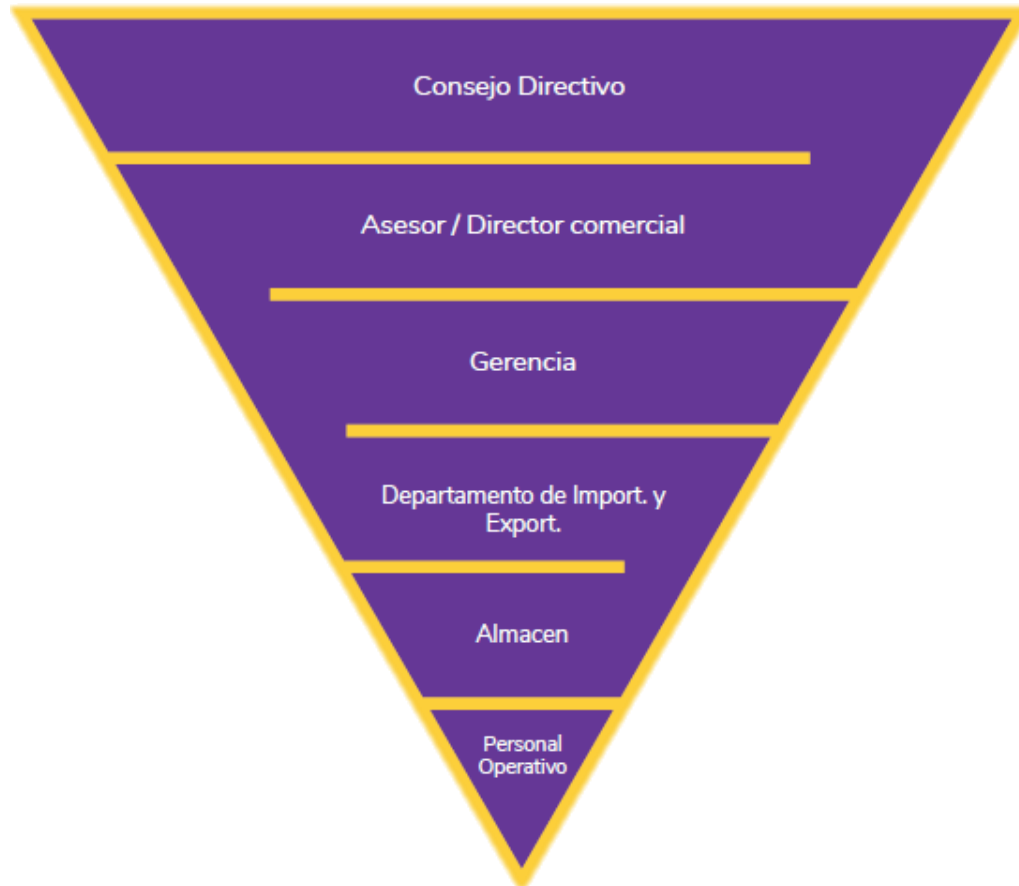 Consejo Directivo
Asesor / Director comercial
Gerencia
Departamento de Import. y
Export.
Almacen
Personal
Operativo